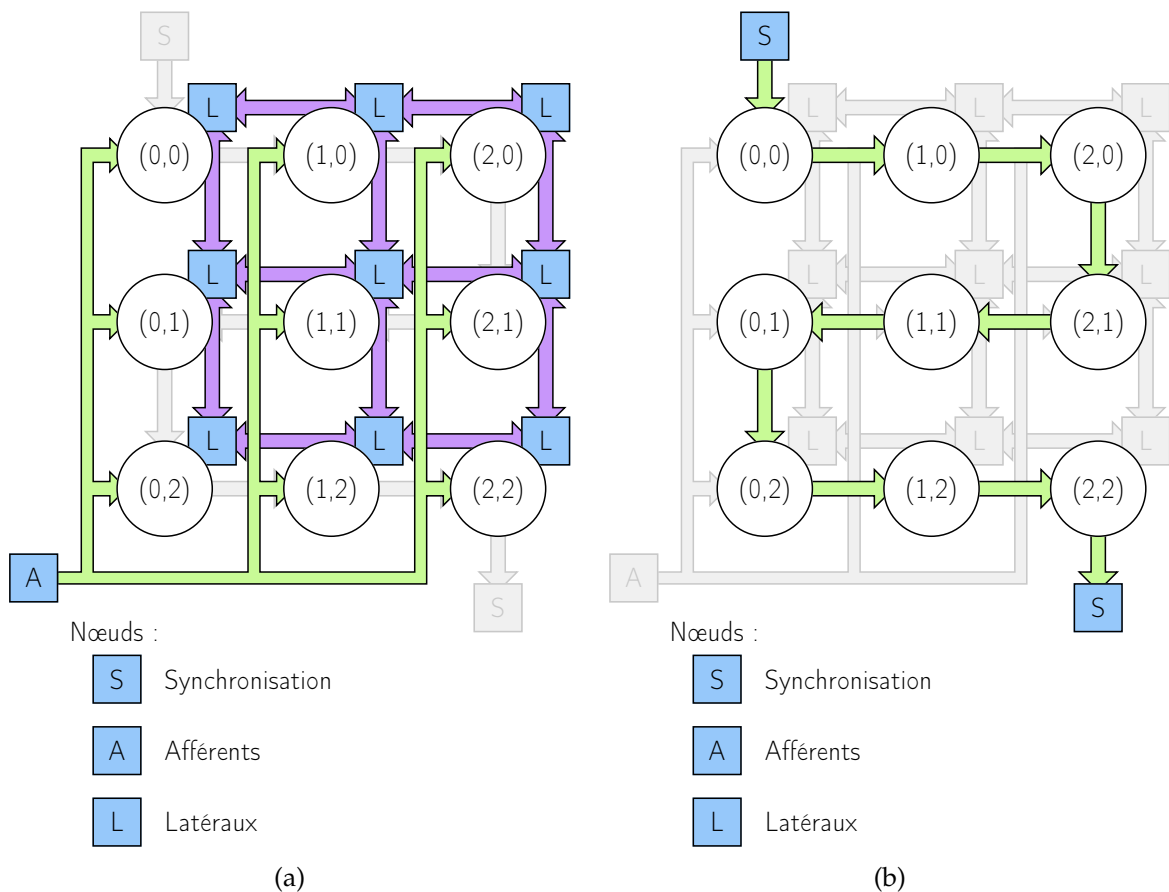 S
L L L
(0,0) (1,0) (2,0)
L L L
(0,1) (1,1) (2,1)
L L L
(0,2) (1,2) (2,2)
A
S
Nœuds :
S Synchronisation
A Afférents
L Latéraux
(a)
S
L L L
(0,0) (1,0) (2,0)
L L L
(0,1) (1,1) (2,1)
L L L
(0,2) (1,2) (2,2)
A
S
Nœuds :
S Synchronisation
A Afférents
L Latéraux
(b)